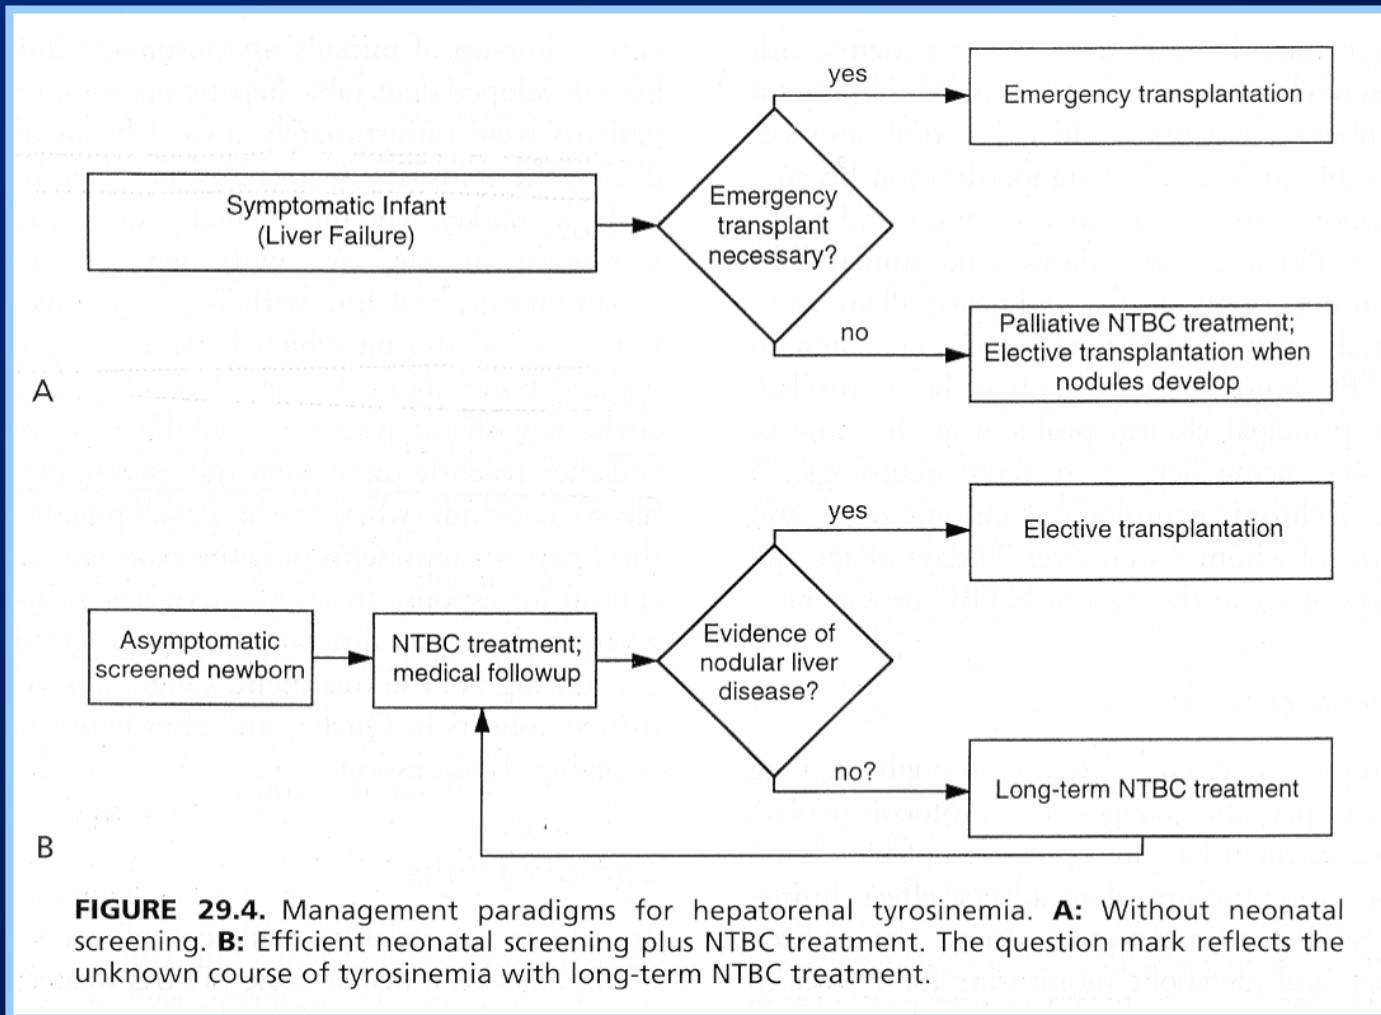 yes
Emergency transplantation
Symptomatic Infant
(Liver Failure)
Emergency
transplant
necessary?
no
Palliative NTBC treatment;
Elective transplantation when
nodules develop
A
yes
Elective transplantation
Asymptomatic
screened newborn
NTBC treatment;
medical followup
Evidence of
nodular liver
disease?
no?
Long-term NTBC treatment
B
FIGURE 29.4. Management paradigms for hepatorenal tyrosinemia. A: Without neonatal
screening. B: Efficient neonatal screening plus NTBC treatment. The question mark reflects the
unknown course of tyrosinemia with long-term NTBC treatment.